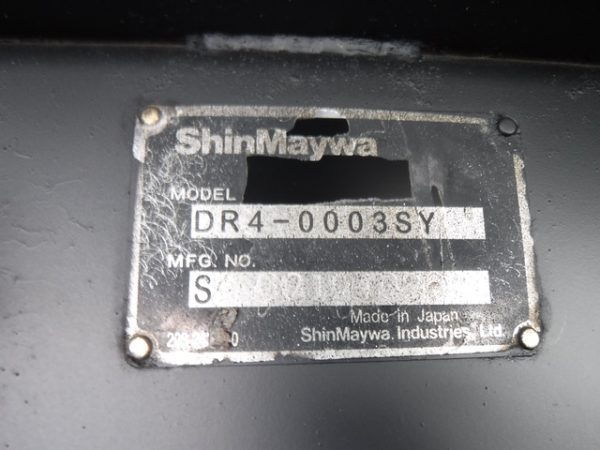 ShinMaywa
MODEL
DR4-0003SY
MFG. NO.
Made in Japan
ShinMaywa Industries, Ltd.